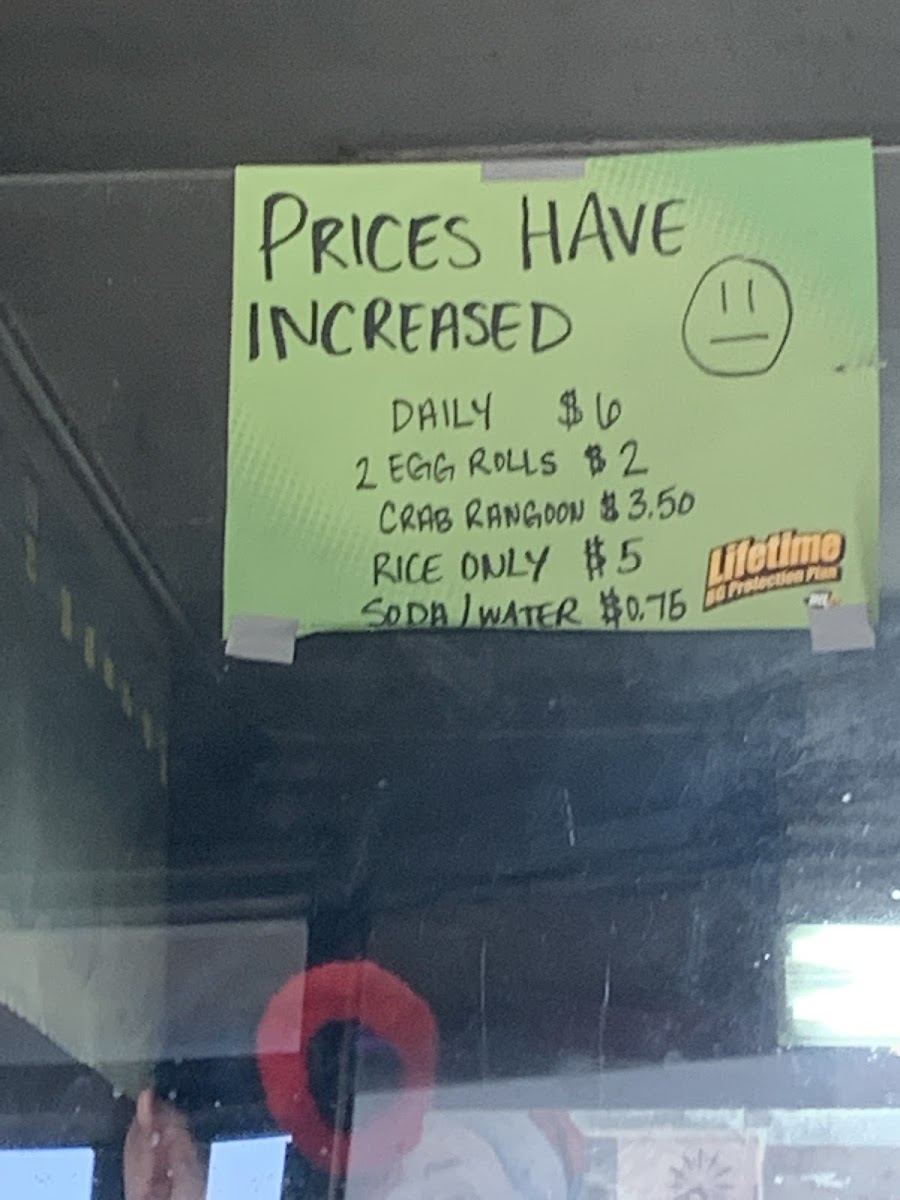 PRICES HAVE
INCREASED
DAILY $6
2 EGG ROLLS $2
CRAB RANGOON $3.50
RICE ONLY $5
SODA/WATER $0.75
Lifetime
Protection Plan